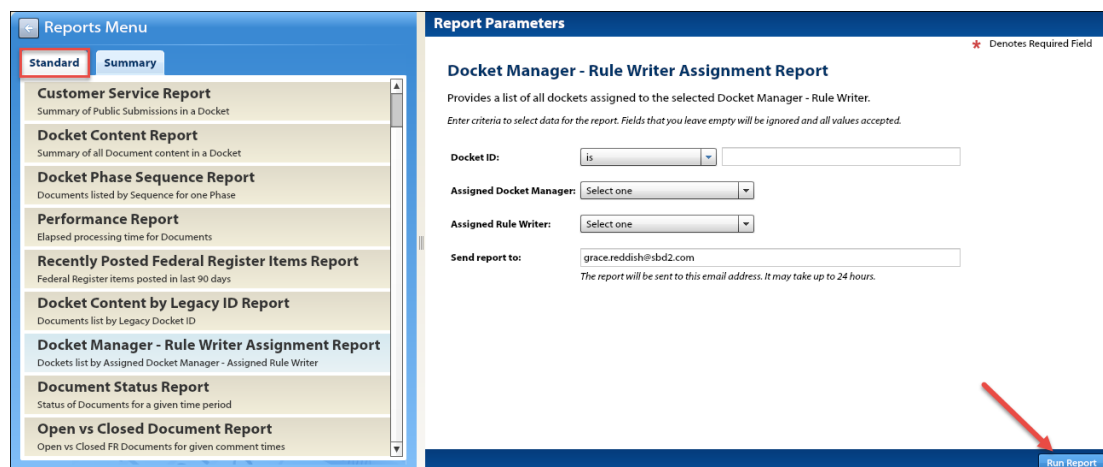 Reports Menu
Standard
Summary
Customer Service Report
Summary of Public Submissions in a Docket
Docket Content Report
Summary of all Document content in a Docket
Docket Phase Sequence Report
Documents listed by Sequence for one Phase
Performance Report
Elapsed processing time for Documents
Recently Posted Federal Register Items Report
Federal Register items posted in last 90 days
Docket Content by Legacy ID Report
Documents list by Legacy Docket ID
Docket Manager - Rule Writer Assignment Report
Dockets list by Assigned Docket Manager - Assigned Rule Writer
Document Status Report
Status of Documents for a given time period
Open vs Closed Document Report
Open vs Closed FR Documents for given comment times
Report Parameters
* Denotes Required Field
Docket Manager - Rule Writer Assignment Report
Provides a list of all dockets assigned to the selected Docket Manager - Rule Writer.
Enter criteria to select data for the report. Fields that you leave empty will be ignored and all values accepted.
Docket ID: is
Assigned Docket Manager: Select one
Assigned Rule Writer: Select one
Send report to: grace.reddish@sbd2.com
The report will be sent to this email address. It may take up to 24 hours.
Run Report